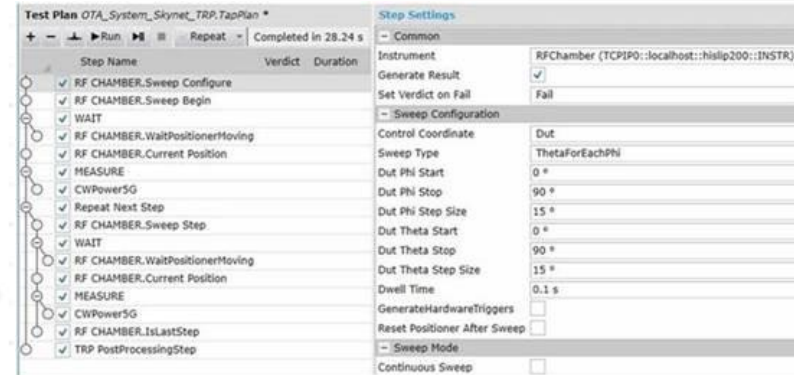 Test Plan OTA_System_Skynet_TRP.TapPlan *
+ - Run Repeat Completed in 28.24 s
Step Name Verdict Duration
RF CHAMBER.Sweep Configure
RF CHAMBER.Sweep Begin
WAIT
RF CHAMBER.WaitPositionerMoving
RF CHAMBER.Current Position
MEASURE
CWPower5G
Repeat Next Step
RF CHAMBER.Sweep Step
WAIT
RF CHAMBER.WaitPositionerMoving
RF CHAMBER.Current Position
MEASURE
CWPower5G
RF CHAMBER.IsLastStep
TRP PostProcessingStep
Step Settings
- Common
Instrument RFChamber (TCPIP0::localhost::hislip200::INSTR)
Generate Result
Set Verdict on Fail Fail
- Sweep Configuration
Control Coordinate Dut
Sweep Type ThetaForEachPhi
Dut Phi Start 0 °
Dut Phi Stop 90 °
Dut Phi Step Size 15 °
Dut Theta Start 0 °
Dut Theta Stop 90 °
Dut Theta Step Size 15 °
Dwell Time 0.1 s
GenerateHardwareTriggers
Reset Positioner After Sweep
- Sweep Mode
Continuous Sweep